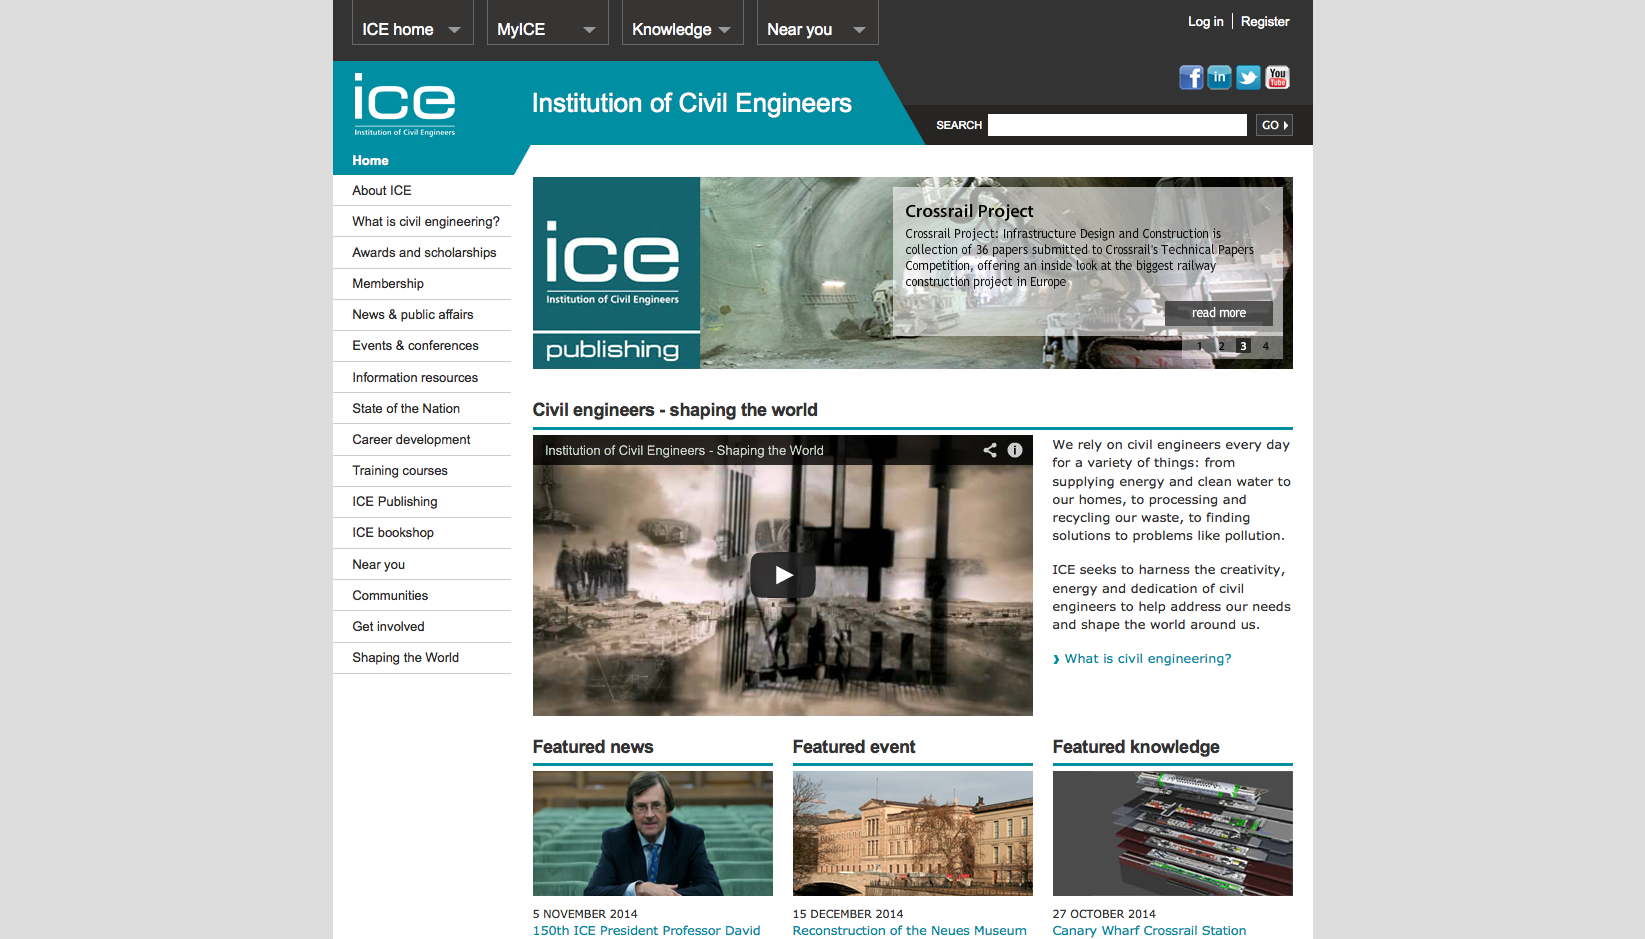 ICE home
MyICE
Knowledge
Near you
Log in
Register
You
Tube
ice
Institution of Civil Engineers
Institution of Civil Engineers
SEARCH
GO
Home
About ICE
What is civil engineering?
Awards and scholarships
Membership
News & public affairs
Events & conferences
Information resources
State of the Nation
Career development
Training courses
ICE Publishing
ICE bookshop
Near you
Communities
Get involved
Shaping the World
ice
Institution of Civil Engineers
publishing
Crossrail Project
Crossrail Project: Infrastructure Design and Construction is
collection of 36 papers submitted to Crossrail's Technical Papers
Competition, offering an inside look at the biggest railway
construction project in Europe
read more
1 2 3 4
Civil engineers - shaping the world
Institution of Civil Engineers - Shaping the World
We rely on civil engineers every day
for a variety of things: from
supplying energy and clean water to
our homes, to processing and
recycling our waste, to finding
solutions to problems like pollution.
ICE seeks to harness the creativity,
energy and dedication of civil
engineers to help address our needs
and shape the world around us.
What is civil engineering?
Featured news
5 NOVEMBER 2014
150th ICE President Professor David
Featured event
15 DECEMBER 2014
Reconstruction of the Neues Museum
Featured knowledge
27 OCTOBER 2014
Canary Wharf Crossrail Station